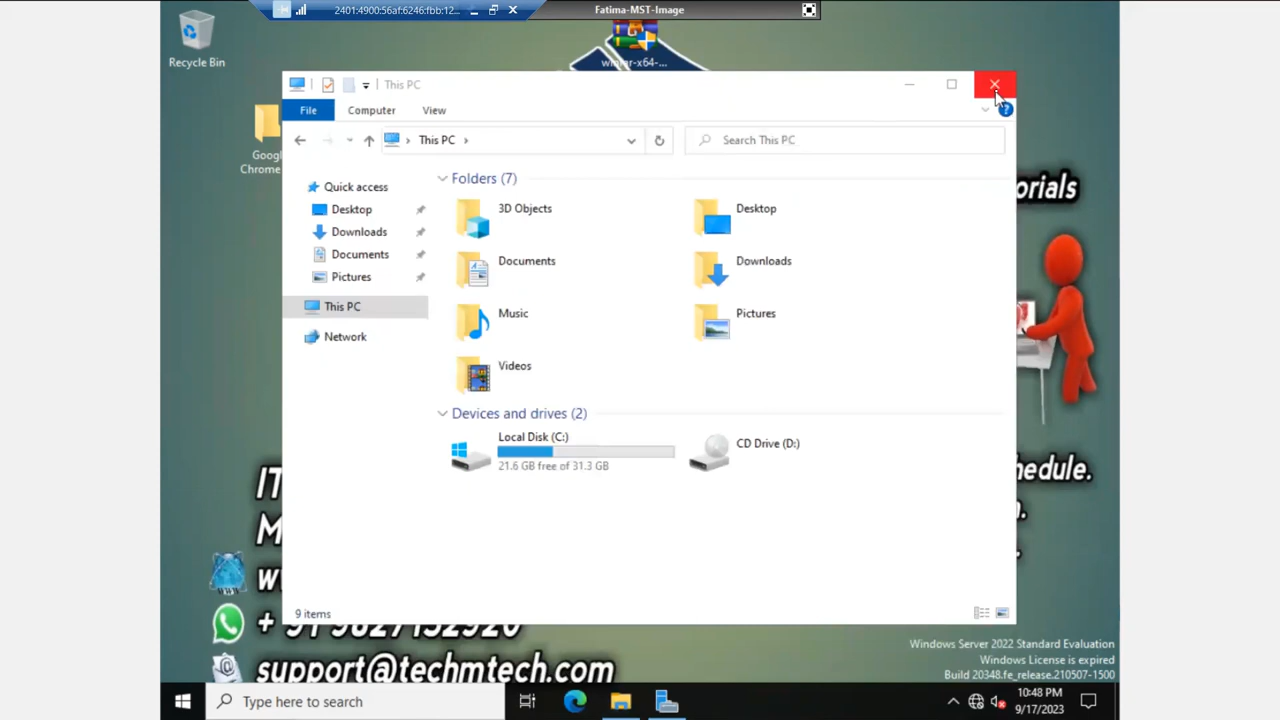 2401:4900:56af:6246:fbb:12...
Fatima-MST-Image
Recycle Bin
winrar-x64-...
Google
Chrome
This PC
File
Computer
View
This PC
Search This PC
Quick access
Desktop
Downloads
Documents
Pictures
This PC
Network
Folders (7)
3D Objects
Desktop
Documents
Downloads
Music
Pictures
Videos
Devices and drives (2)
Local Disk (C:)
21.6 GB free of 31.3 GB
CD Drive (D:)
9 items
orials
hedule.
IT
M
w
support@techmtech.com
Windows Server 2022 Standard Evaluation
Windows License is expired
Build 20348.fe_release.210507-1500
Type here to search
10:48 PM
9/17/2023